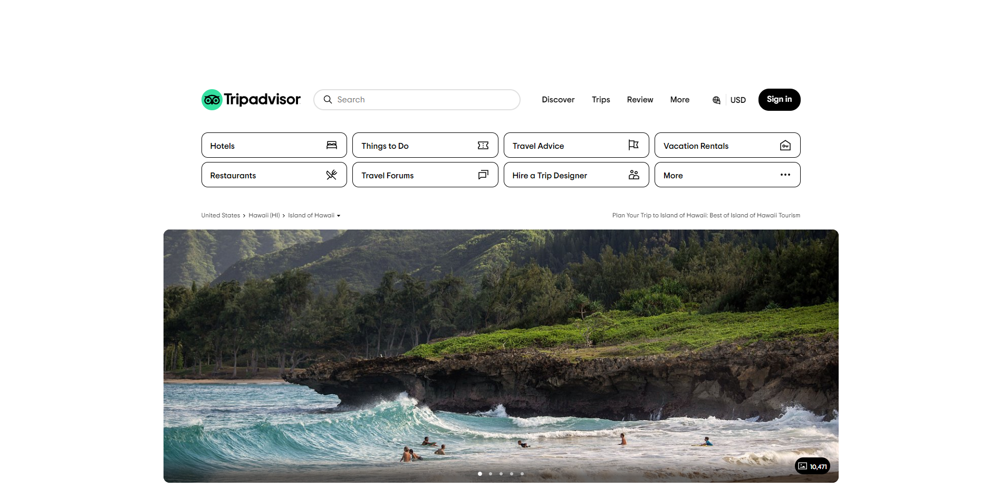 Tripadvisor
Search
Discover Trips Review More
USD
Sign in
Hotels
Things to Do
Travel Advice
Vacation Rentals
Restaurants
Travel Forums
Hire a Trip Designer
More
United States › Hawaii (HI) › Island of Hawaii
Plan Your Trip to Island of Hawaii: Best of Island of Hawaii Tourism
10,471